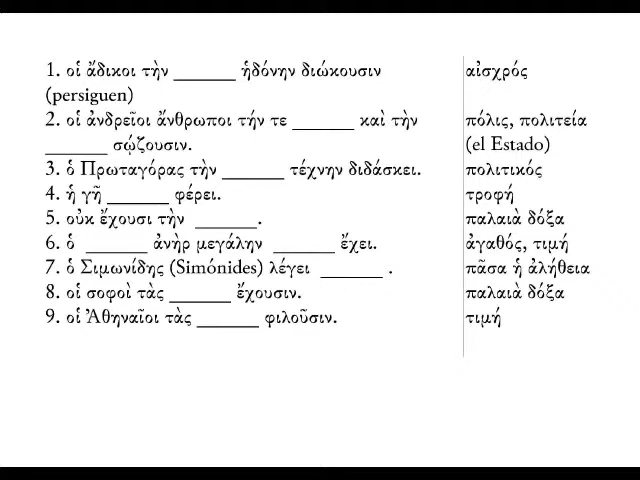 1. οἱ ἄδικοι τὴν ______ ἡδόνην διώκουσιν αἰσχρός
(persiguen)
2. οἱ ἀνδρεῖοι ἄνθρωποι τήν τε ______ καὶ τὴν πόλις, πολιτεία
______ σῴζουσιν. (el Estado)
3. ὁ Πρωταγόρας τὴν ______ τέχνην διδάσκει. πολιτικός
4. ἡ γῆ ______ φέρει. τροφή
5. οὐκ ἔχουσι τὴν ______. παλαιὰ δόξα
6. ὁ ______ ἀνὴρ μεγάλην ______ ἔχει. ἀγαθός, τιμή
7. ὁ Σιμωνίδης (Simónides) λέγει ______ . πᾶσα ἡ ἀλήθεια
8. οἱ σοφοὶ τὰς ______ ἔχουσιν. παλαιὰ δόξα
9. οἱ Ἀθηναῖοι τὰς ______ φιλοῦσιν. τιμή